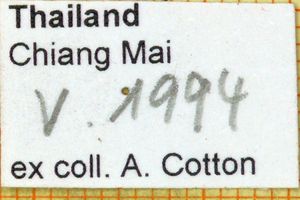 Thailand
Chiang Mai
V. 1994
ex coll. A. Cotton